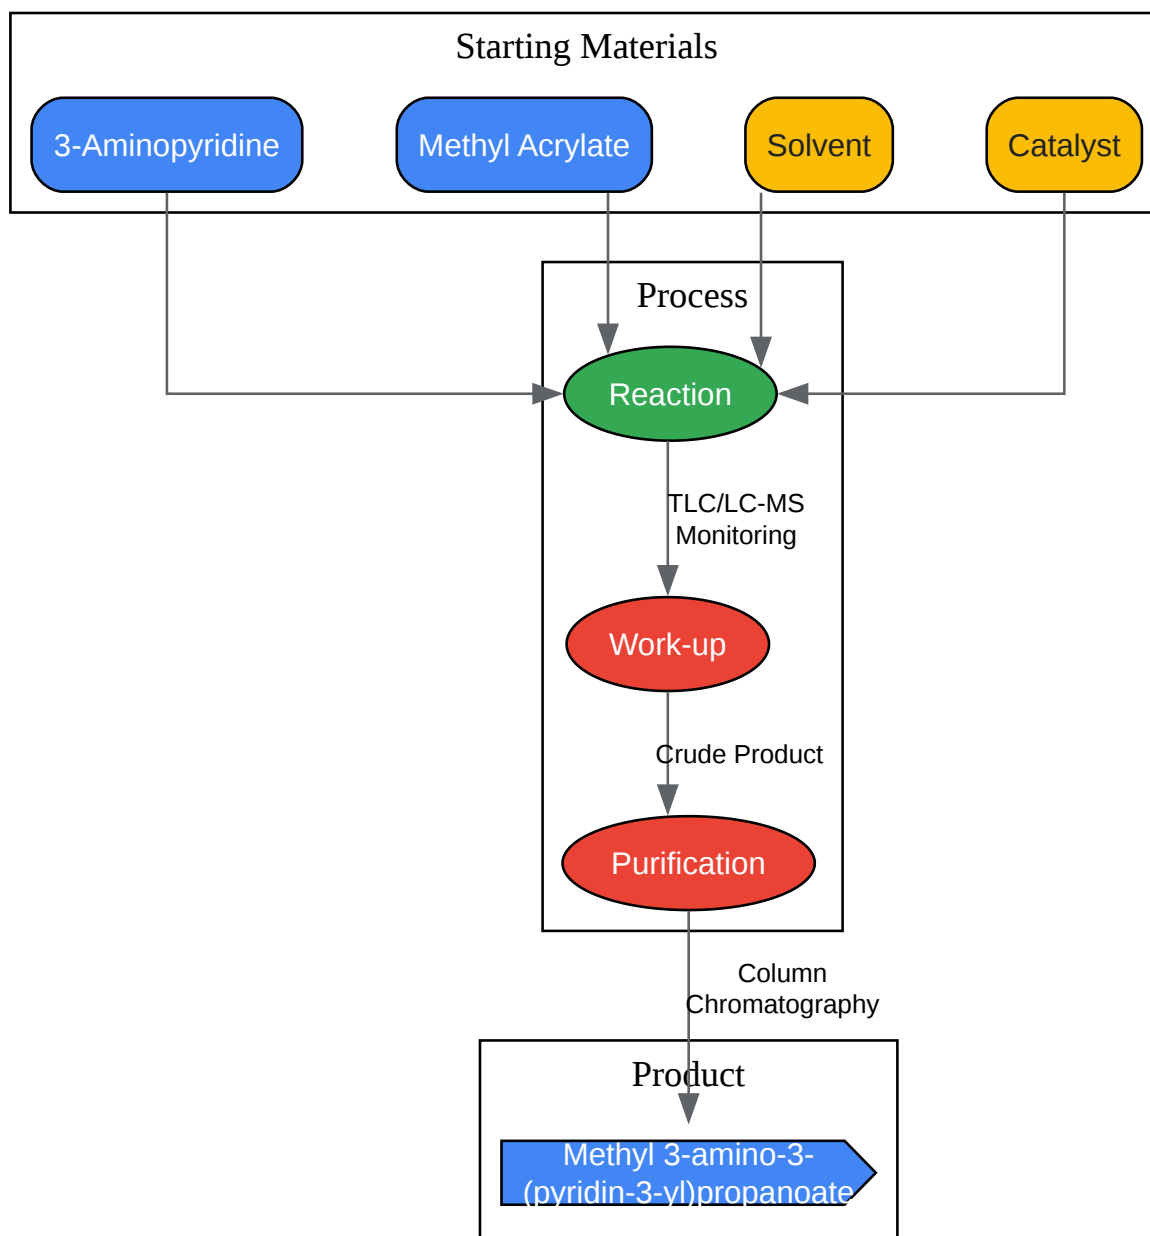 Starting Materials
3-Aminopyridine
Methyl Acrylate
Solvent
Catalyst
Process
Reaction
TLC/LC-MS
Monitoring
Work-up
Crude Product
Purification
Column
Chromatography
Product
Methyl 3-amino-3-
(pyridin-3-yl)propanoate